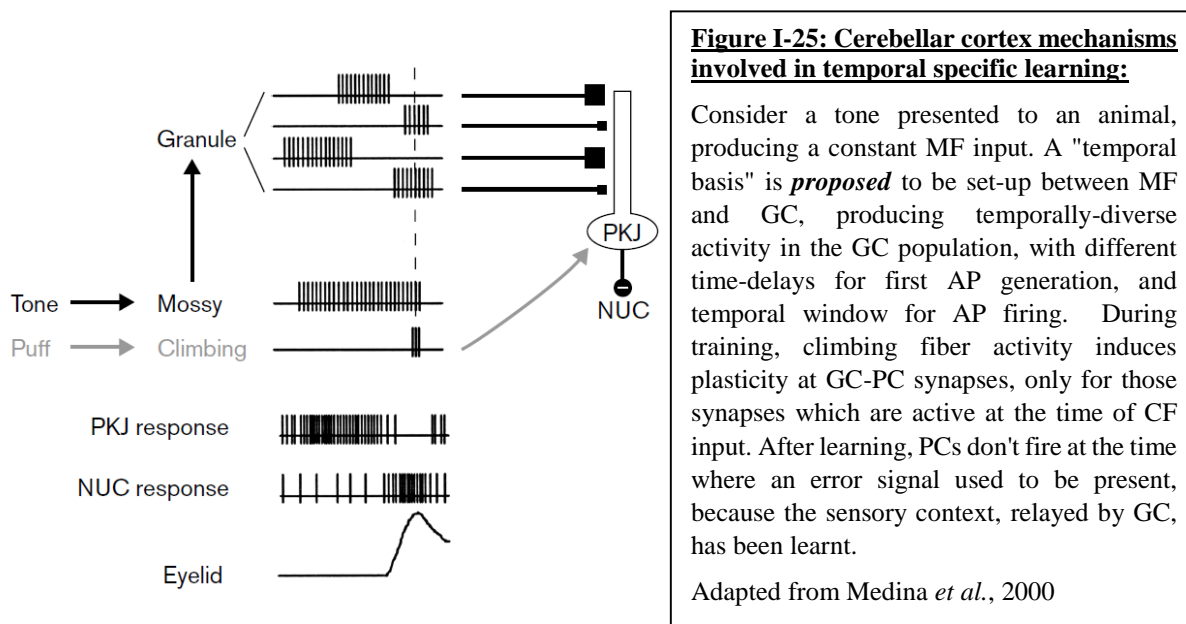 Granule
PKJ
NUC
Tone
Mossy
Puff
Climbing
PKJ response
NUC response
Eyelid
Figure I-25: Cerebellar cortex mechanisms
involved in temporal specific learning:
Consider a tone presented to an animal,
producing a constant MF input. A "temporal
basis" is proposed to be set-up between MF
and GC, producing temporally-diverse
activity in the GC population, with different
time-delays for first AP generation, and
temporal window for AP firing. During
training, climbing fiber activity induces
plasticity at GC-PC synapses, only for those
synapses which are active at the time of CF
input. After learning, PCs don't fire at the time
where an error signal used to be present,
because the sensory context, relayed by GC,
has been learnt.
Adapted from Medina et al., 2000